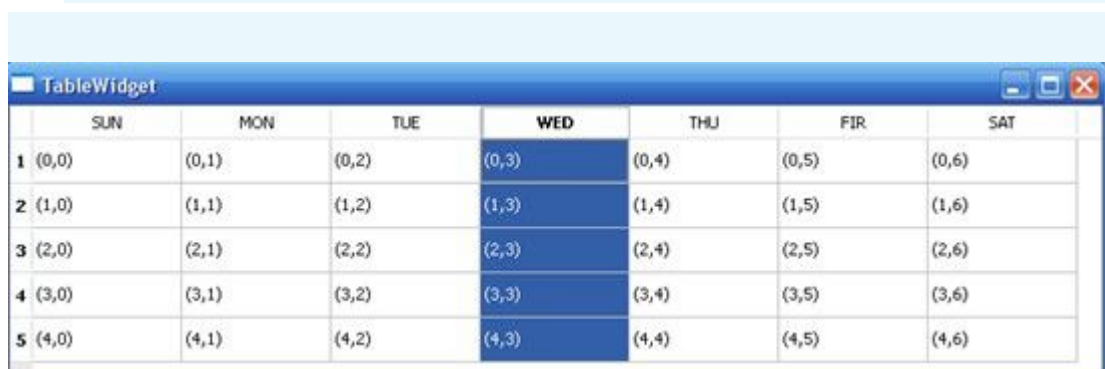 TableWidget
SUN MON TUE WED THU FIR SAT
1 (0,0) (0,1) (0,2) (0,3) (0,4) (0,5) (0,6)
2 (1,0) (1,1) (1,2) (1,3) (1,4) (1,5) (1,6)
3 (2,0) (2,1) (2,2) (2,3) (2,4) (2,5) (2,6)
4 (3,0) (3,1) (3,2) (3,3) (3,4) (3,5) (3,6)
5 (4,0) (4,1) (4,2) (4,3) (4,4) (4,5) (4,6)